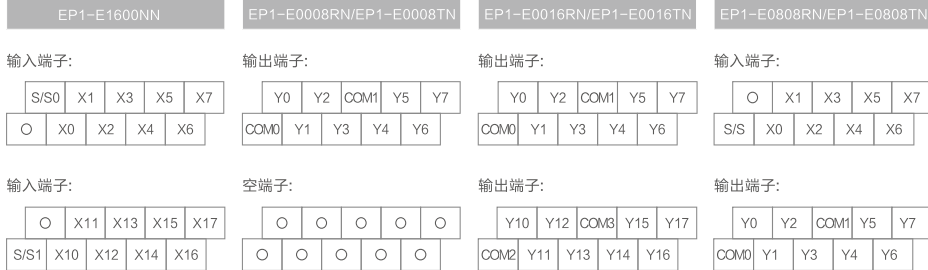 EP1-E1600NN
输入端子:
S/S0 X1 X3 X5 X7
O X0 X2 X4 X6
输入端子:
O X11 X13 X15 X17
S/S1 X10 X12 X14 X16
EP1-E0008RN/EP1-E0008TN
输出端子:
Y0 Y2 COM1 Y5 Y7
COM0 Y1 Y3 Y4 Y6
空端子:
O O O O O
O O O O O
EP1-E0016RN/EP1-E0016TN
输出端子:
Y0 Y2 COM1 Y5 Y7
COM0 Y1 Y3 Y4 Y6
输出端子:
Y10 Y12 COM3 Y15 Y17
COM2 Y11 Y13 Y14 Y16
EP1-E0808RN/EP1-E0808TN
输入端子:
O X1 X3 X5 X7
S/S X0 X2 X4 X6
输出端子:
Y0 Y2 COM1 Y5 Y7
COM0 Y1 Y3 Y4 Y6